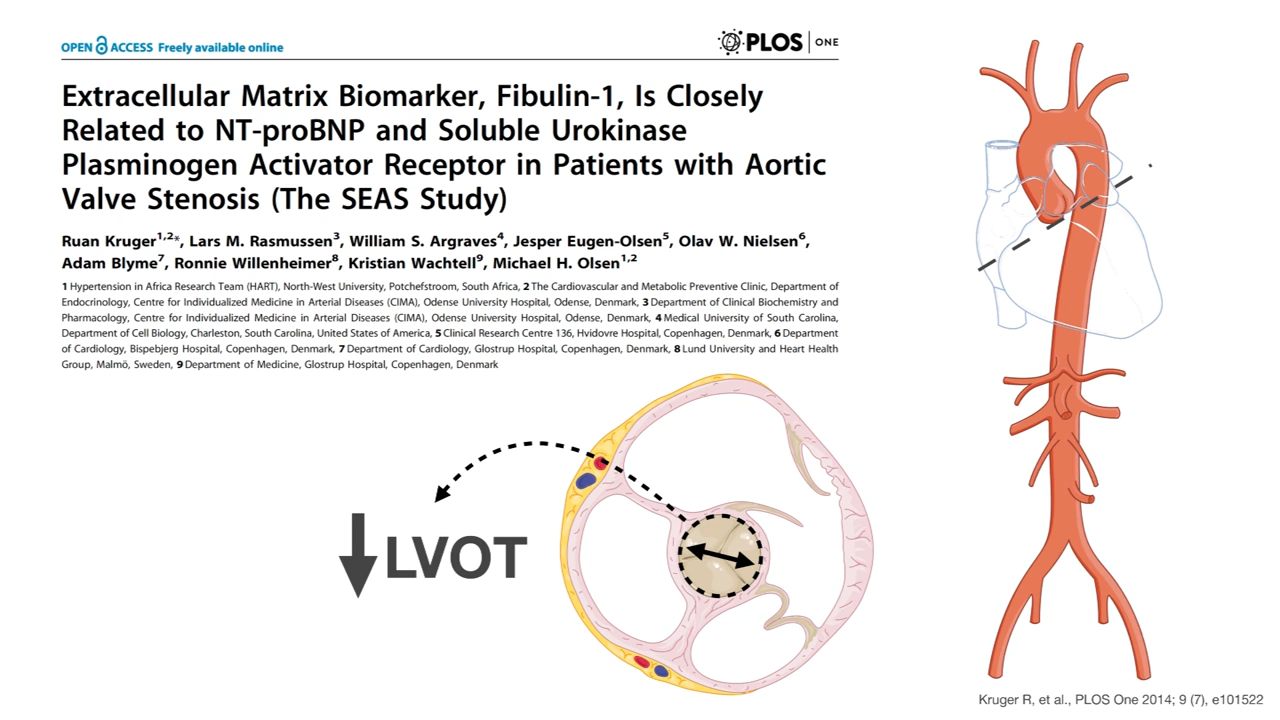 OPEN ACCESS Freely available online
PLOS ONE
Extracellular Matrix Biomarker, Fibulin-1, Is Closely
Related to NT-proBNP and Soluble Urokinase
Plasminogen Activator Receptor in Patients with Aortic
Valve Stenosis (The SEAS Study)
Ruan Kruger1,2*, Lars M. Rasmussen3, William S. Argraves4, Jesper Eugen-Olsen5, Olav W. Nielsen6,
Adam Blyme7, Ronnie Willenheimer8, Kristian Wachtell9, Michael H. Olsen1,2
1 Hypertension in Africa Research Team (HART), North-West University, Potchefstroom, South Africa, 2 The Cardiovascular and Metabolic Preventive Clinic, Department of
Endocrinology, Centre for Individualized Medicine in Arterial Diseases (CIMA), Odense University Hospital, Odense, Denmark, 3 Department of Clinical Biochemistry and
Pharmacology, Centre for Individualized Medicine in Arterial Diseases (CIMA), Odense University Hospital, Odense, Denmark, 4 Medical University of South Carolina,
Department of Cell Biology, Charleston, South Carolina, United States of America, 5 Clinical Research Centre 136, Hvidovre Hospital, Copenhagen, Denmark, 6 Department
of Cardiology, Bispebjerg Hospital, Copenhagen, Denmark, 7 Department of Cardiology, Glostrup Hospital, Copenhagen, Denmark, 8 Lund University and Heart Health
Group, Malmö, Sweden, 9 Department of Medicine, Glostrup Hospital, Copenhagen, Denmark
LVOT
Kruger R, et al., PLOS One 2014; 9 (7), e101522